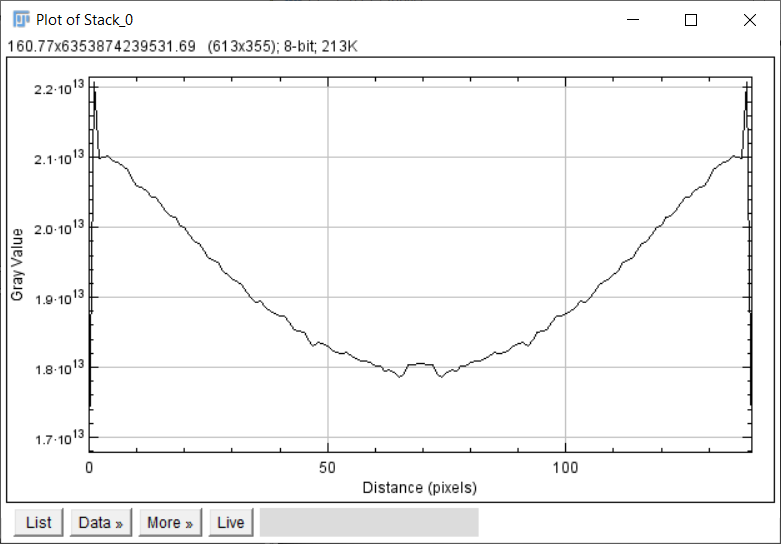 Plot of Stack_0
160.77x6353874239531.69 (613x355); 8-bit; 213K
2.2·10¹³
2.1·10¹³
2.0·10¹³
1.9·10¹³
1.8·10¹³
1.7·10¹³
Gray Value
0 50 100
Distance (pixels)
List Data » More » Live